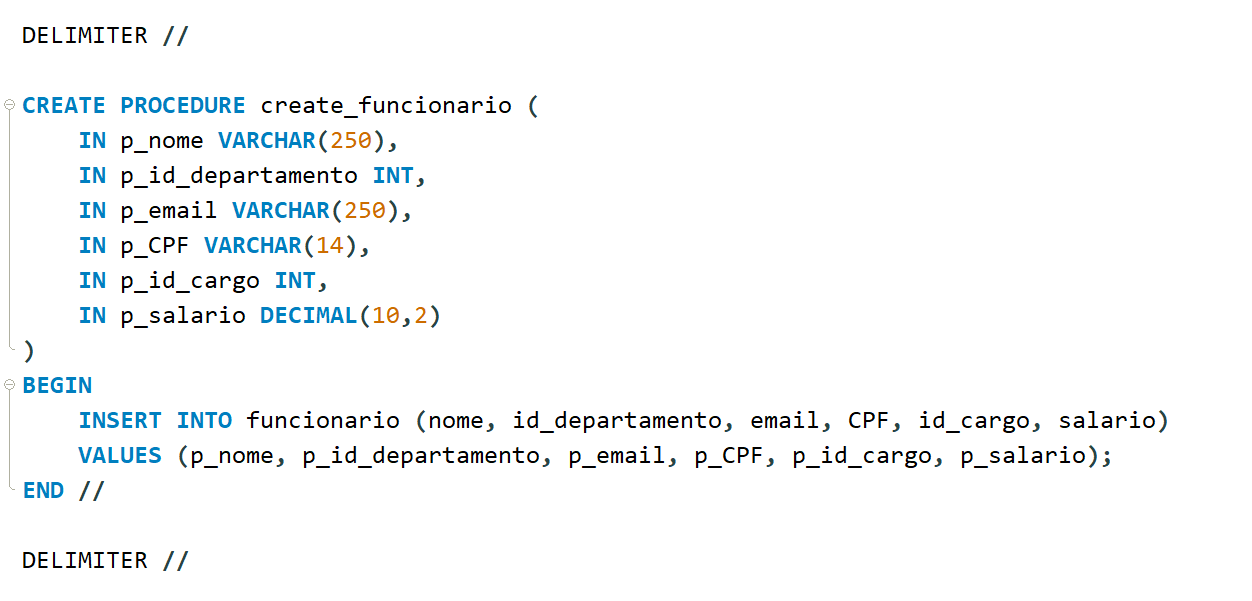 DELIMITER //
CREATE PROCEDURE create_funcionario (
IN p_nome VARCHAR(250),
IN p_id_departamento INT,
IN p_email VARCHAR(250),
IN p_CPF VARCHAR(14),
IN p_id_cargo INT,
IN p_salario DECIMAL(10,2)
)
BEGIN
INSERT INTO funcionario (nome, id_departamento, email, CPF, id_cargo, salario)
VALUES (p_nome, p_id_departamento, p_email, p_CPF, p_id_cargo, p_salario);
END //
DELIMITER //